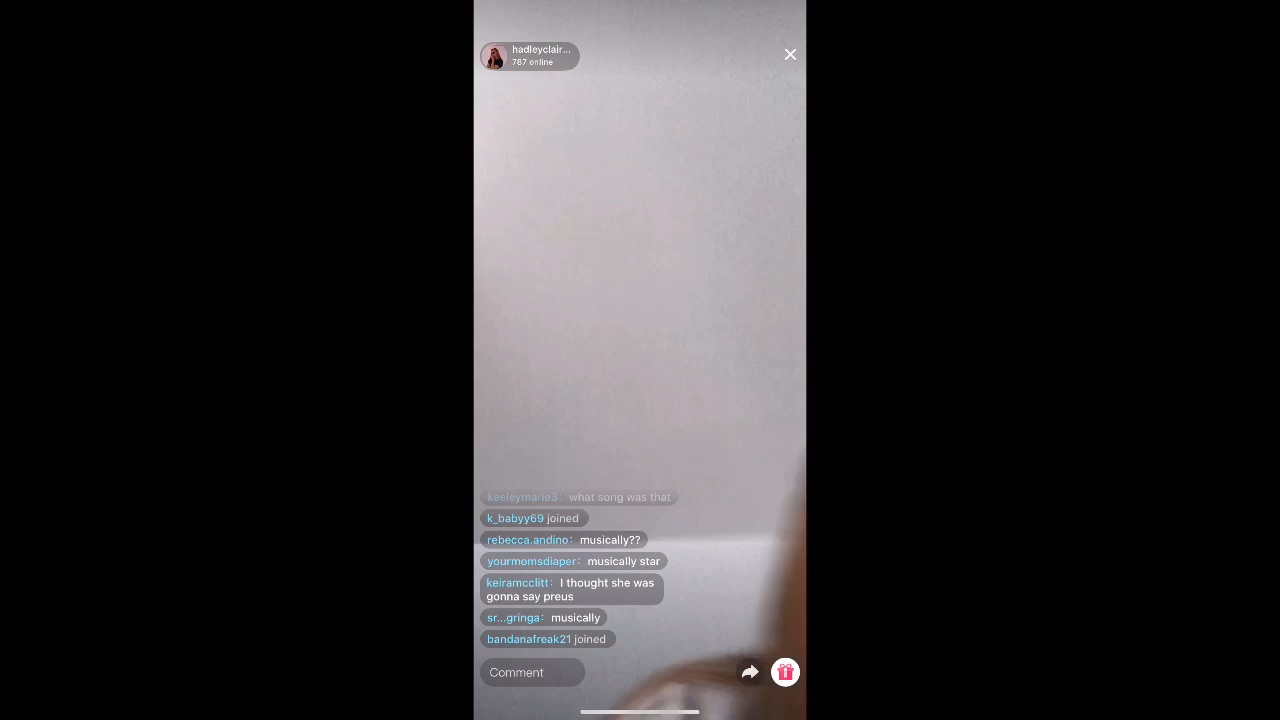 hadleyclair...
787 online
keeleymarie3: what song was that
k_babyy69 joined
rebecca.andino: musically??
yourmomsdiaper: musically star
keiramcclitt: I thought she was
gonna say preus
sr...gringa: musically
bandanafreak21 joined
Comment